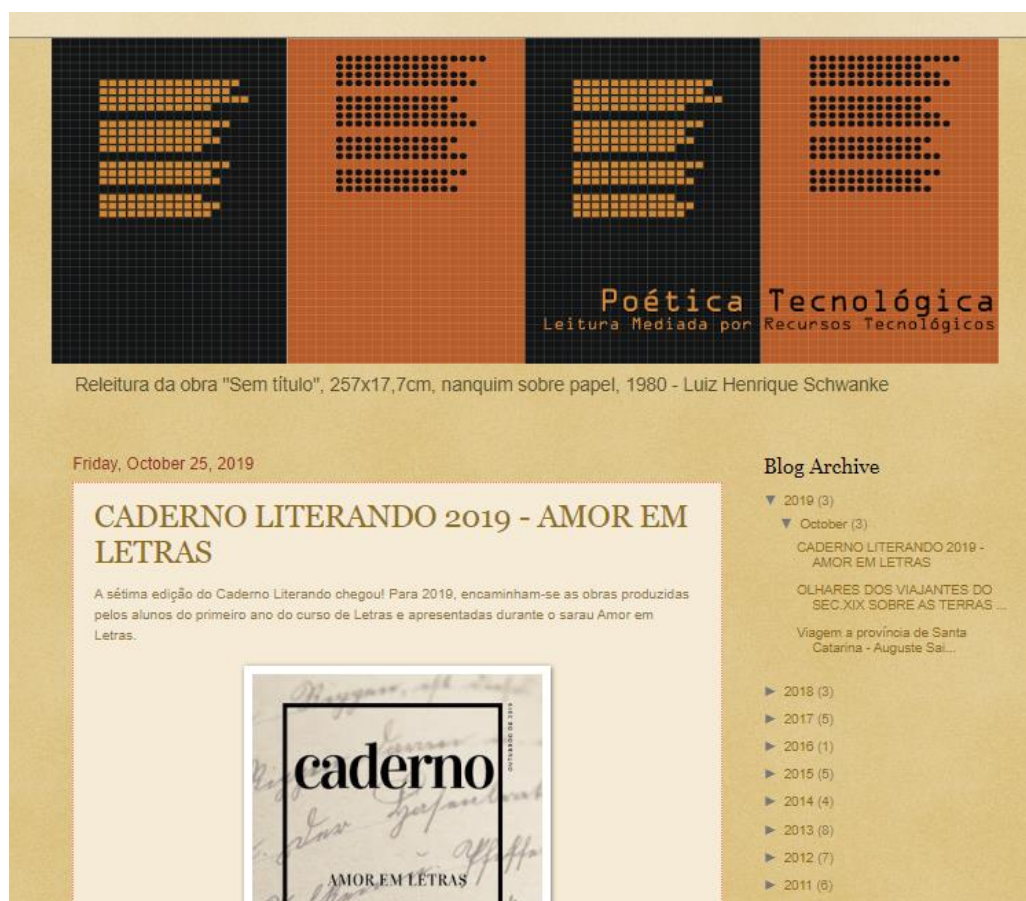 Poética Tecnológica
Leitura Mediada por Recursos Tecnológicos
Releitura da obra "Sem título", 257x17,7cm, nanquim sobre papel, 1980 - Luiz Henrique Schwanke
Friday, October 25, 2019
CADERNO LITERANDO 2019 - AMOR EM
LETRAS
A sétima edição do Caderno Literando chegou! Para 2019, encaminham-se as obras produzidas
pelos alunos do primeiro ano do curso de Letras e apresentadas durante o sarau Amor em
Letras.
caderno
OUTUBRO DE 2019
AMOR EM LETRAS
Blog Archive
▼ 2019 (3)
▼ October (3)
CADERNO LITERANDO 2019 -
AMOR EM LETRAS
OLHARES DOS VIAJANTES DO
SEC.XIX SOBRE AS TERRAS ...
Viagem a província de Santa
Catarina - Auguste Sai...
► 2018 (3)
► 2017 (5)
► 2016 (1)
► 2015 (5)
► 2014 (4)
► 2013 (8)
► 2012 (7)
► 2011 (6)